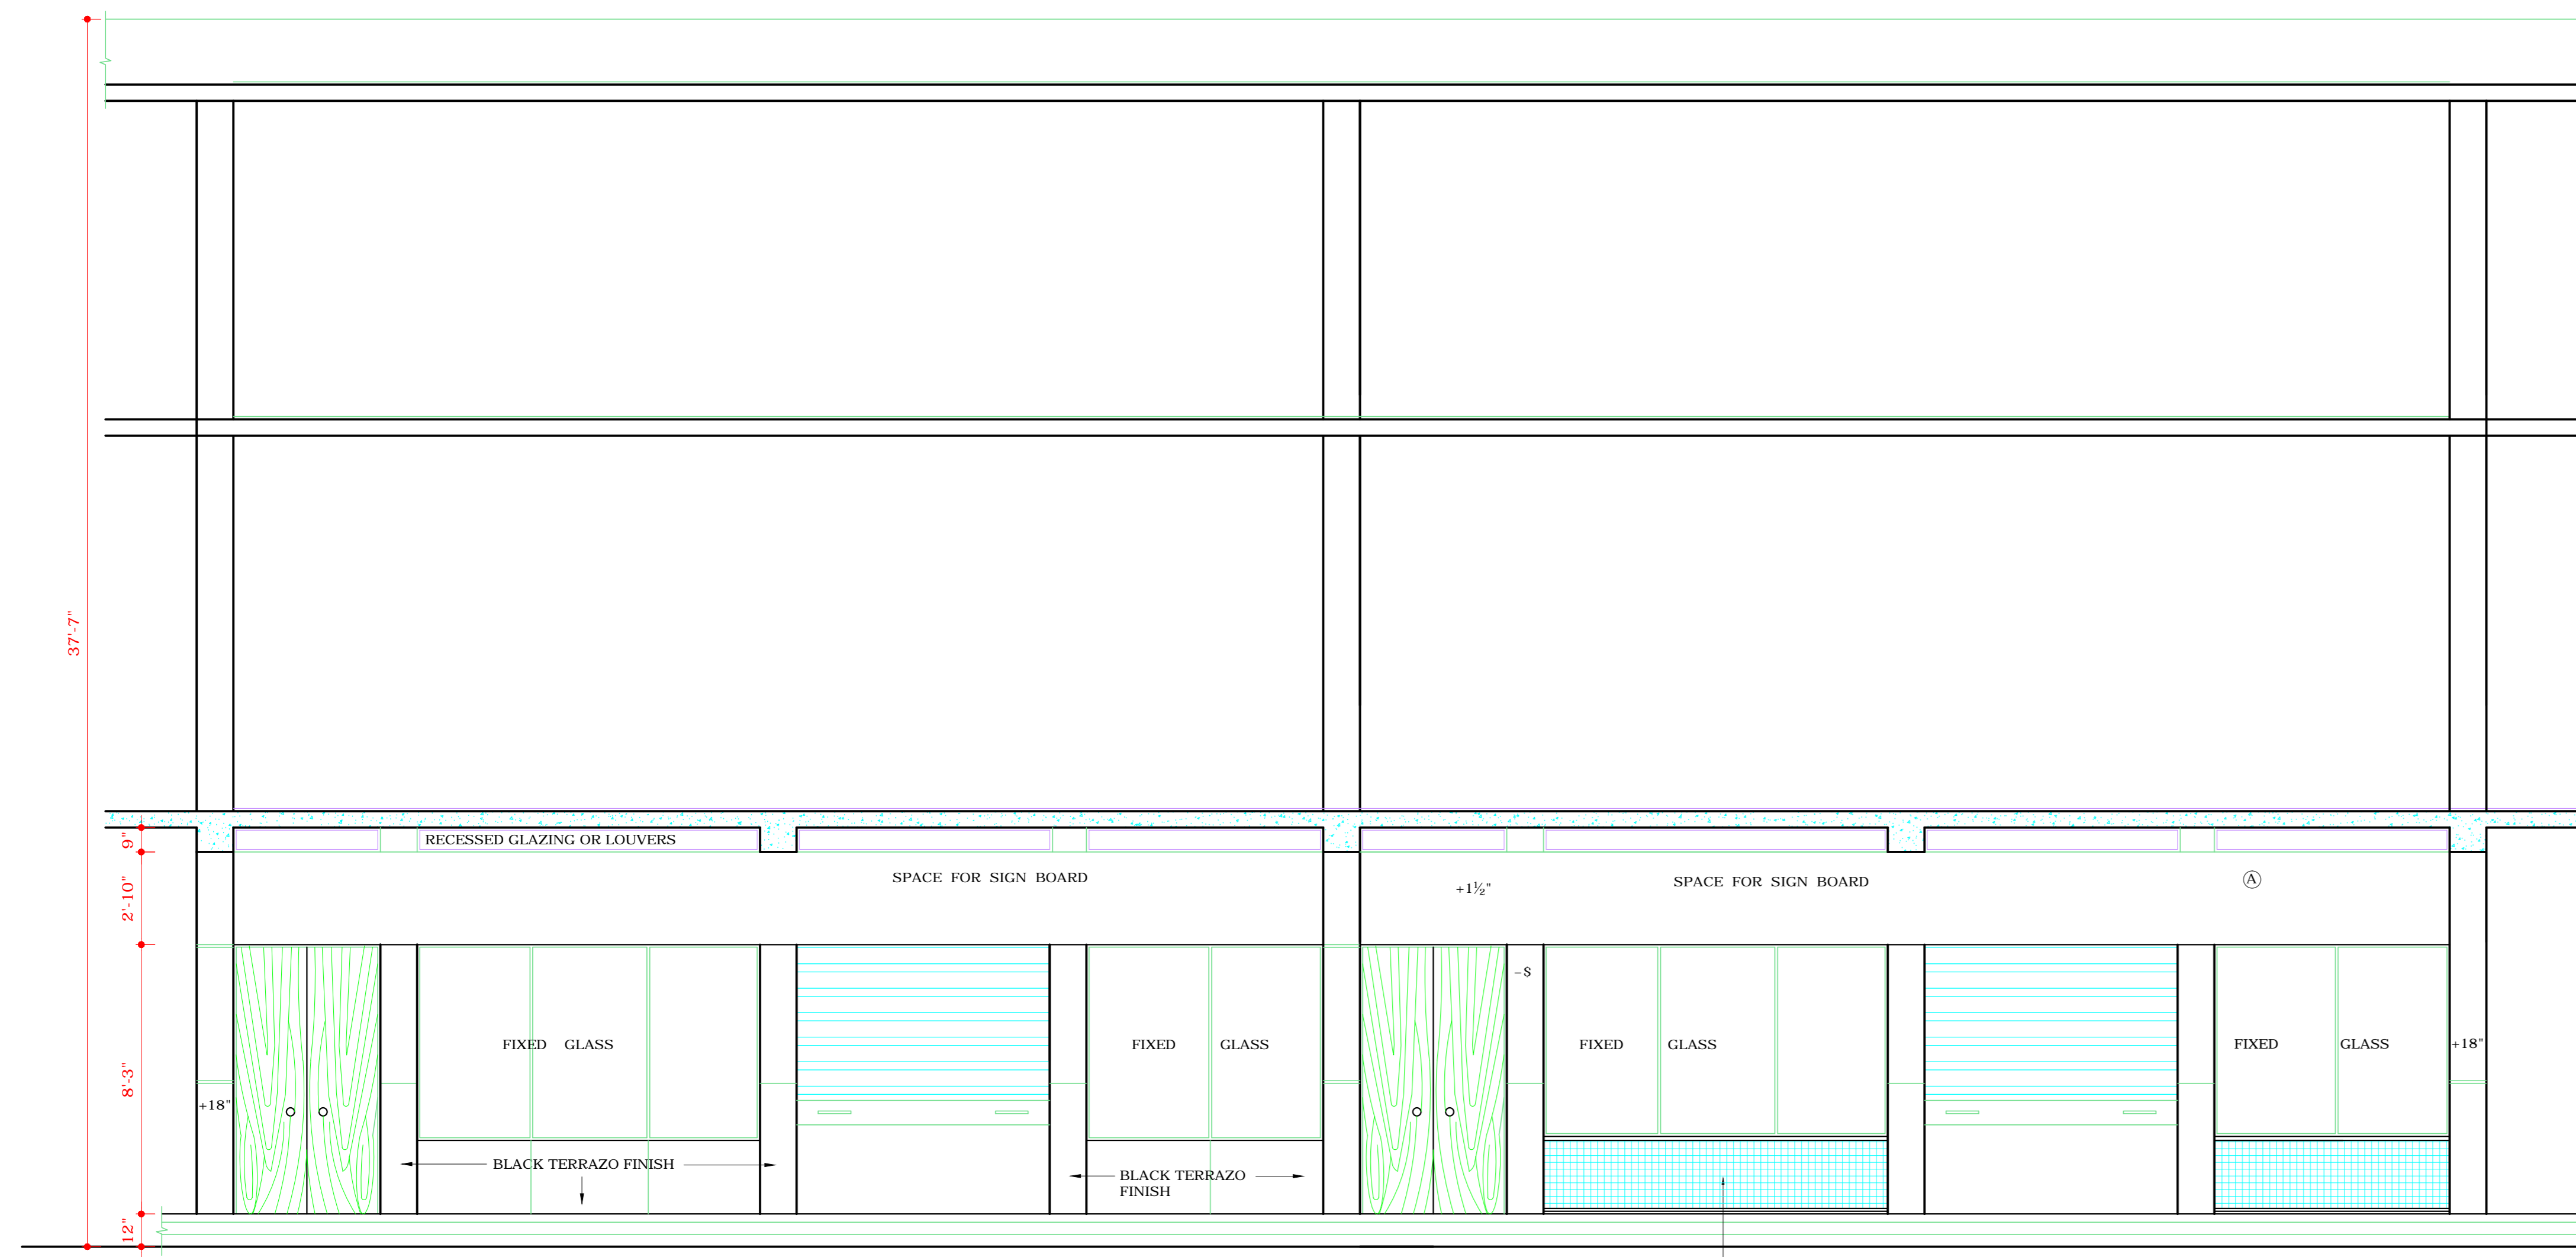 37'-7"
9"
RECESSED GLAZING OR LOUVERS
2'-10"
SPACE FOR SIGN BOARD
+1½"
SPACE FOR SIGN BOARD
A
8'-3"
-$
FIXED GLASS
FIXED GLASS
FIXED GLASS
FIXED GLASS
+18"
+18"
BLACK TERRAZO FINISH
BLACK TERRAZO
FINISH
12"